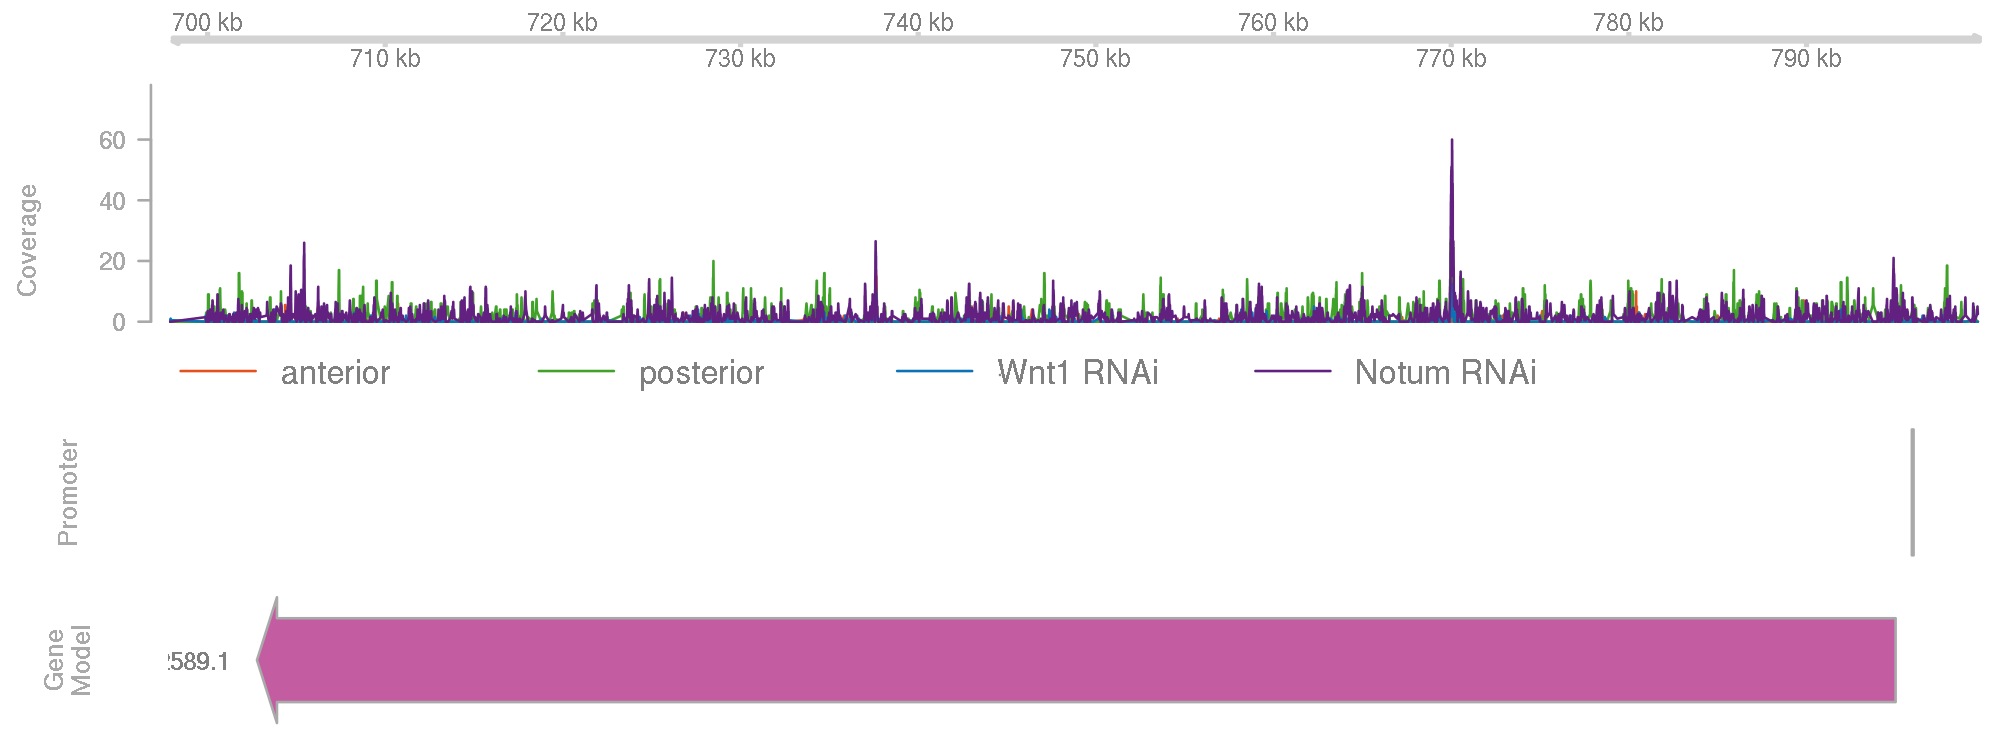 700 kb 720 kb 740 kb 760 kb 780 kb
710 kb 730 kb 750 kb 770 kb 790 kb
Coverage
60
40
20
0
anterior posterior Wnt1 RNAi Notum RNAi
Promoter
Gene
Model
589.1